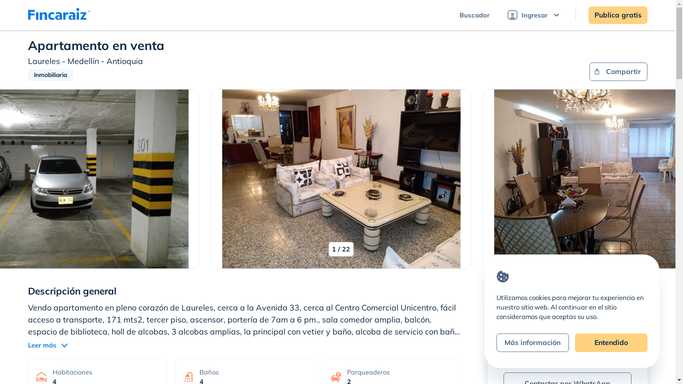 Fincaraiz
Buscador
Ingresar
Publica gratis
Apartamento en venta
Laureles - Medellín - Antioquia
Inmobiliaria
Compartir
301
1 / 22
Descripción general
Vendo apartamento en pleno corazón de Laureles, cerca a la Avenida 33, cerca al Centro Comercial Unicentro, fácil
acceso a transporte, 171 mts2, tercer piso, ascensor, portería de 7am a 6 pm., sala comedor amplia, balcón,
espacio de biblioteca, holl de alcobas, 3 alcobas amplias, la principal con vetier y baño, alcoba de servicio con bañ...
Leer más
Habitaciones
4
Baños
4
Parqueaderos
2
Utilizamos cookies para mejorar tu experiencia en
nuestro sitio web. Al continuar en el sitio
consideramos que aceptas su uso.
Más información
Entendido
Contactar por WhatsApp